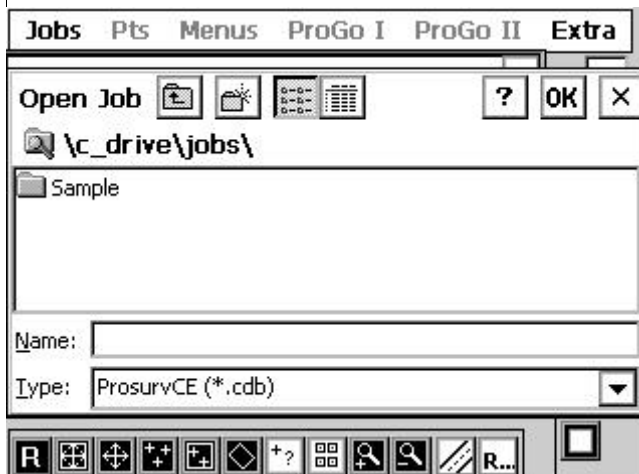 Jobs Pts Menus ProGo I ProGo II Extra
Open Job ? OK ×
\c_drive\jobs\
Sample
Name:
Type: ProsurvCE (*.cdb)
R +? R...